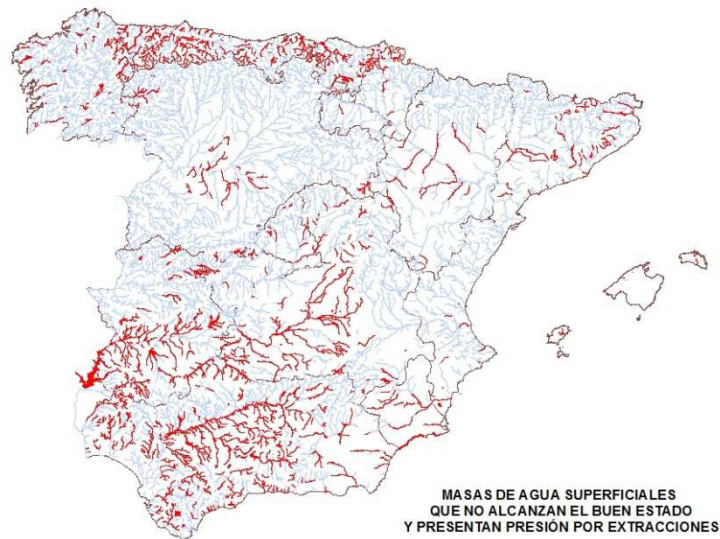 MASAS DE AGUA SUPERFICIALES
QUE NO ALCANZAN EL BUEN ESTADO
Y PRESENTAN PRESIÓN POR EXTRACCIONES